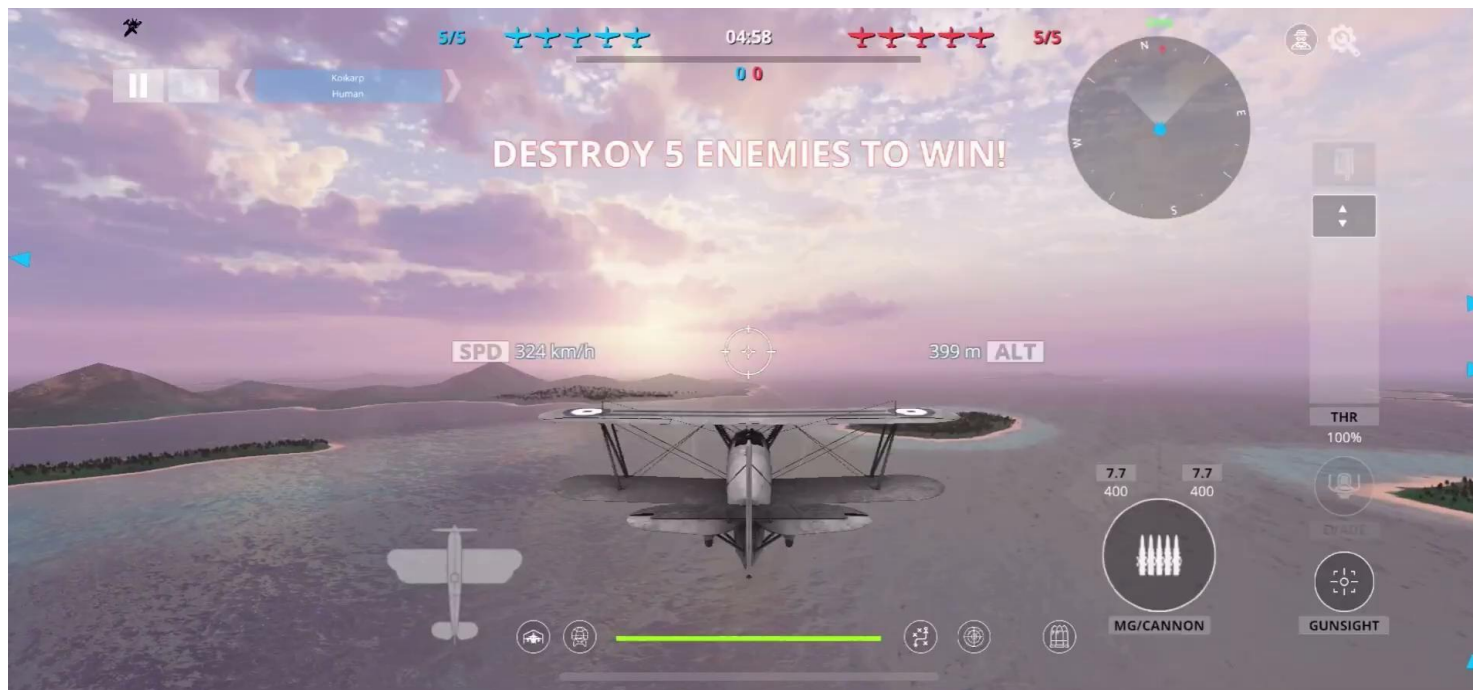 5/5
04:58
5/5
0 0
N
E
W
S
Koikarp
Human
DESTROY 5 ENEMIES TO WIN!
SPD 324 km/h
399 m ALT
THR
100%
7.7 7.7
400 400
MG/CANNON
GUNSIGHT